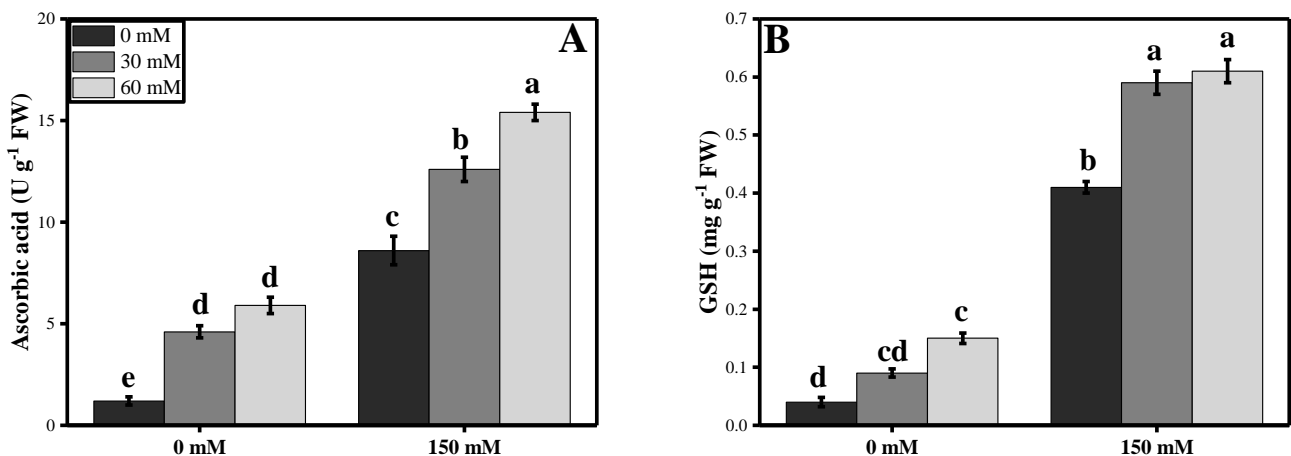 A
0 mM
30 mM
60 mM
Ascorbic acid (U g-1 FW)
20
15
10
5
0
e
d
d
c
b
a
0 mM
150 mM
B
GSH (mg g-1 FW)
0.7
0.6
0.5
0.4
0.3
0.2
0.1
0.0
d
cd
c
b
a
a
0 mM
150 mM